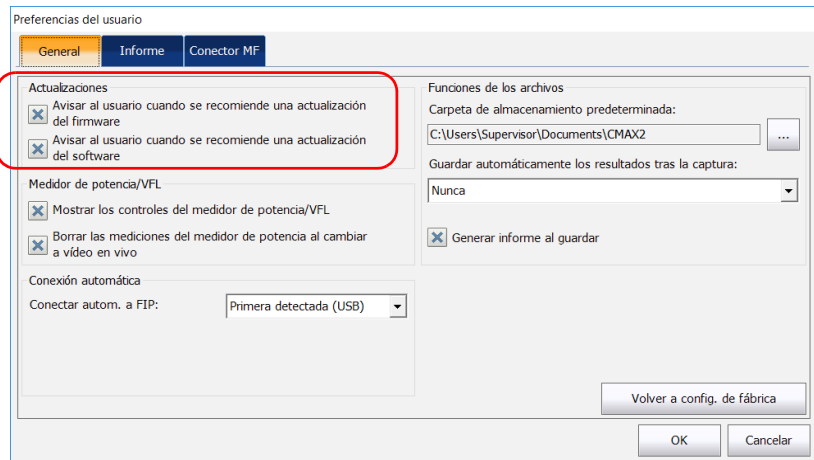 Preferencias del usuario
General
Informe
Conector MF
Actualizaciones
Avisar al usuario cuando se recomiende una actualización
del firmware
Avisar al usuario cuando se recomiende una actualización
del software
Medidor de potencia/VFL
Mostrar los controles del medidor de potencia/VFL
Borrar las mediciones del medidor de potencia al cambiar
a vídeo en vivo
Conexión automática
Conectar autom. a FIP:
Primera detectada (USB)
Funciones de los archivos
Carpeta de almacenamiento predeterminada:
C:\Users\Supervisor\Documents\CMAX2
...
Guardar automáticamente los resultados tras la captura:
Nunca
Generar informe al guardar
Volver a config. de fábrica
OK
Cancelar